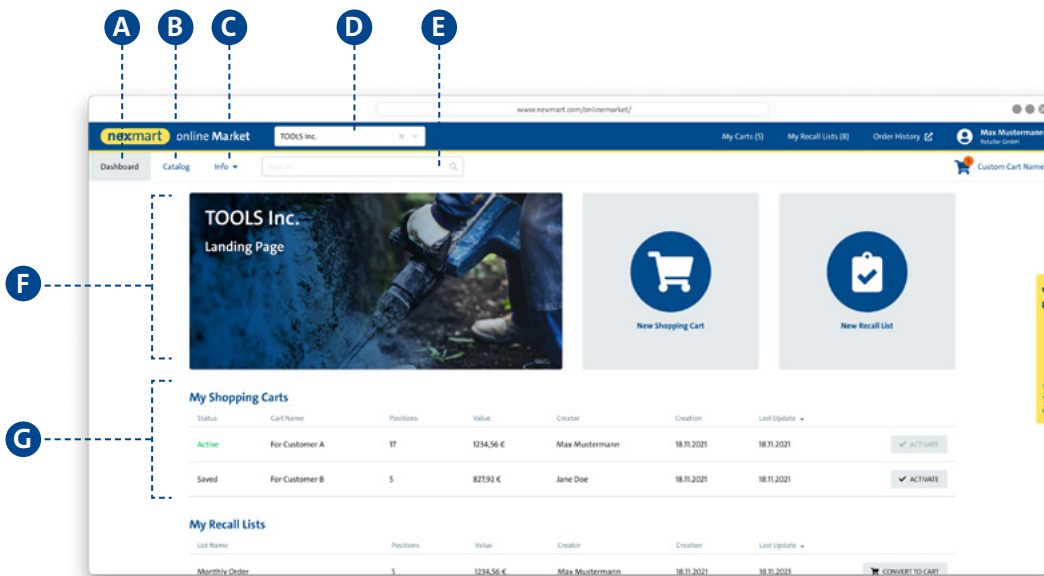 A B C D E
www.nexmart.com/onlinemarket/
nexmart online Market TOOLS Inc. My Carts (5) My Recall Lists (8) Order History Max Mustermann
Retailer GmbH
Dashboard Catalog Info Search... 1 Custom Cart Name
TOOLS Inc.
Landing Page
F
New Shopping Cart New Recall List
My Shopping Carts
Status Cart Name Positions Value Creator Creation Last Update
G
Active For Customer A 17 1234,56 € Max Mustermann 18.11.2021 18.11.2021 ACTIVATE
Saved For Customer B 5 827,92 € Jane Doe 18.11.2021 18.11.2021 ACTIVATE
My Recall Lists
List Name Positions Value Creator Creation Last Update
Monthly Order 5 1234,56 € Max Mustermann 18.11.2021 18.11.2021 CONVERT TO CART